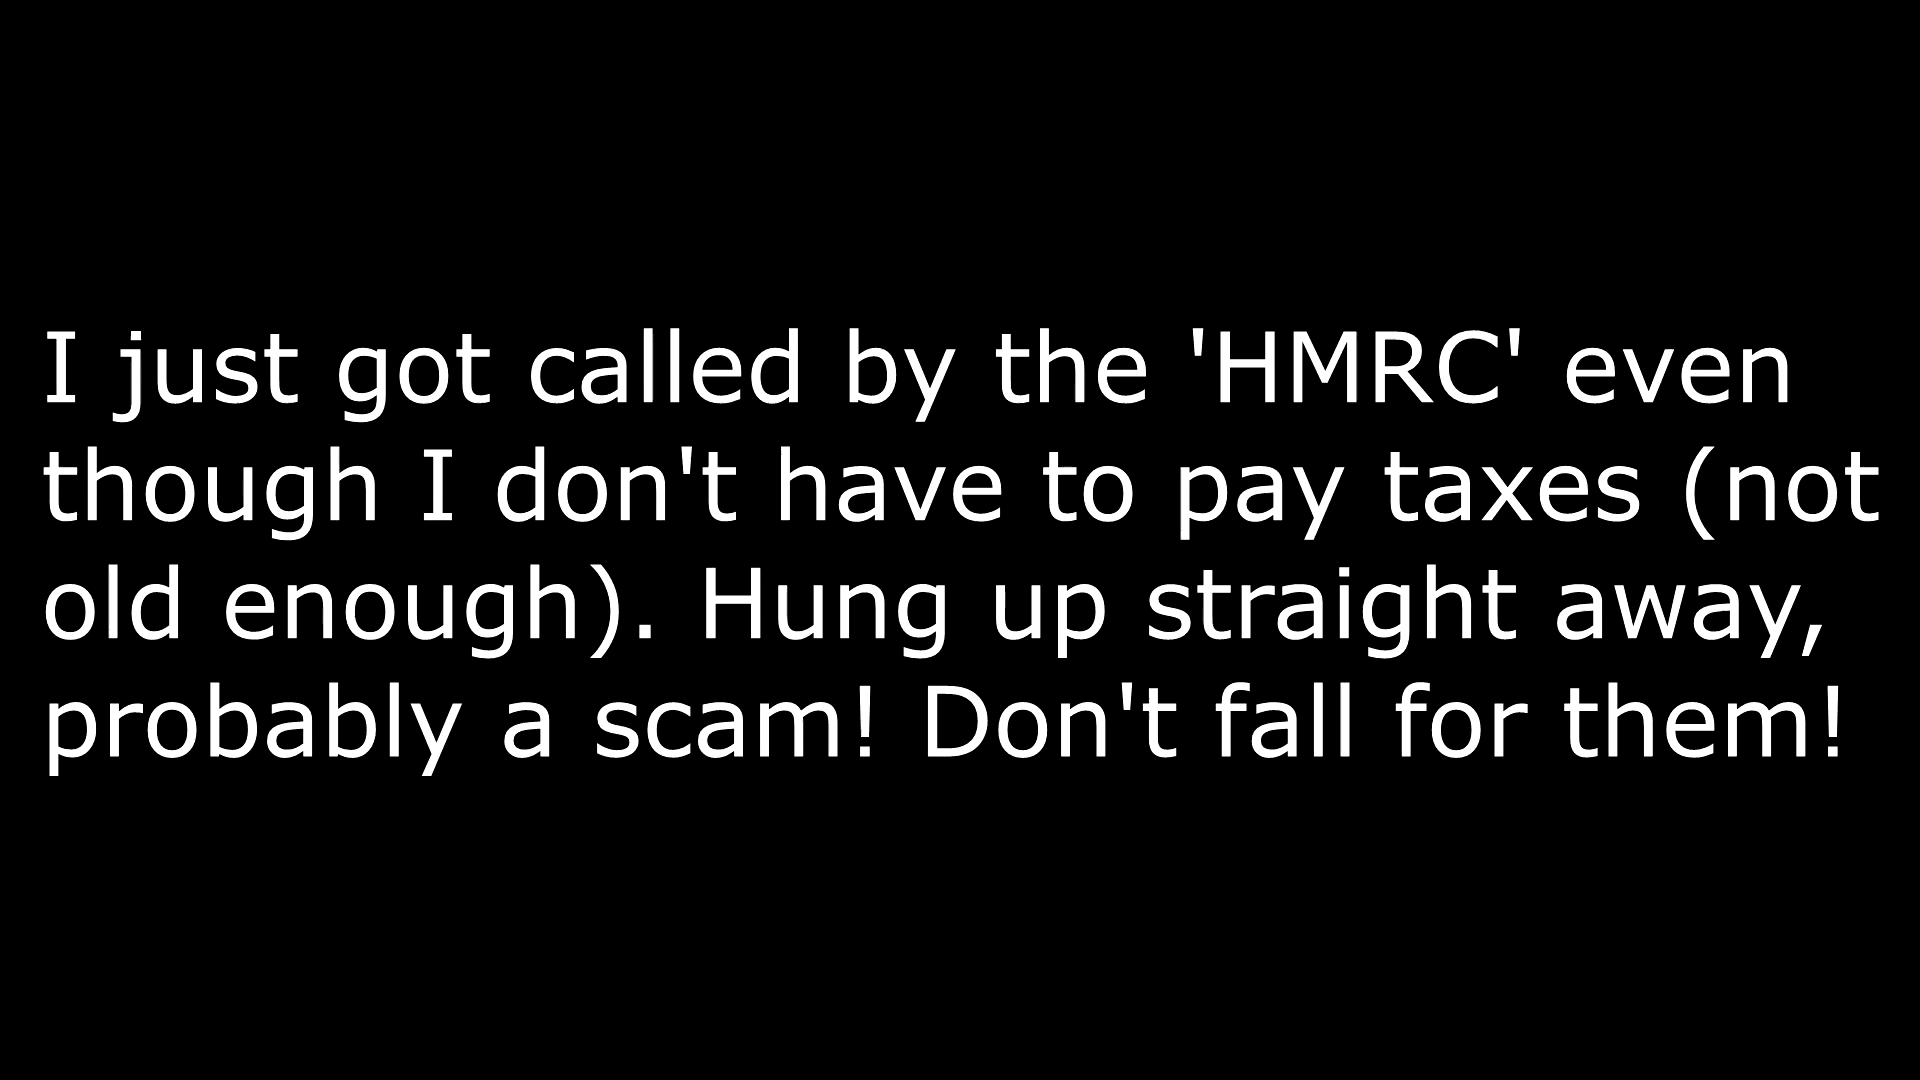 I just got called by the 'HMRC' even
though I don't have to pay taxes (not
old enough). Hung up straight away,
probably a scam! Don't fall for them!